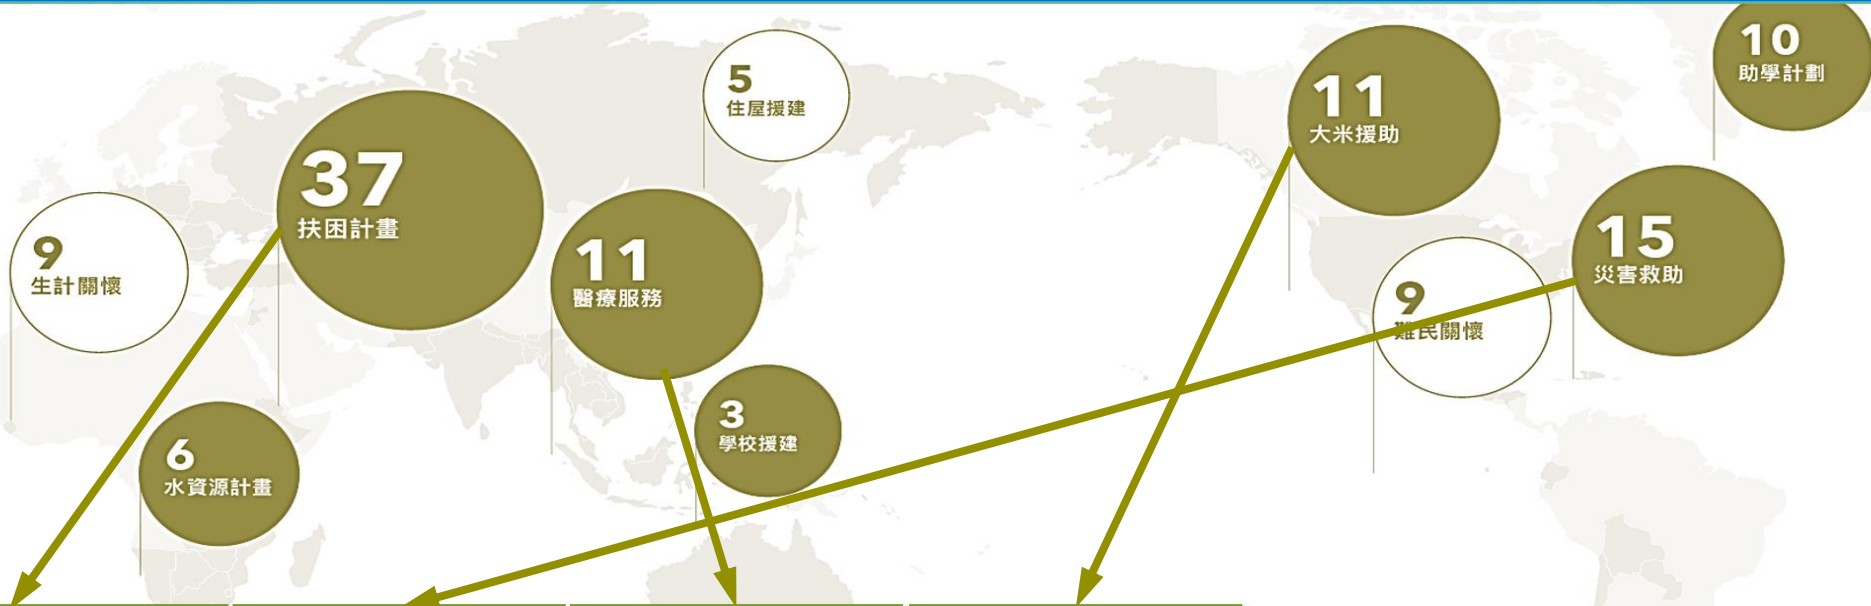 10
助學計劃
5
住屋援建
11
大米援助
37
扶困計畫
15
災害救助
9
生計關懷
11
醫療服務
9
難民關懷
3
學校援建
6
水資源計畫